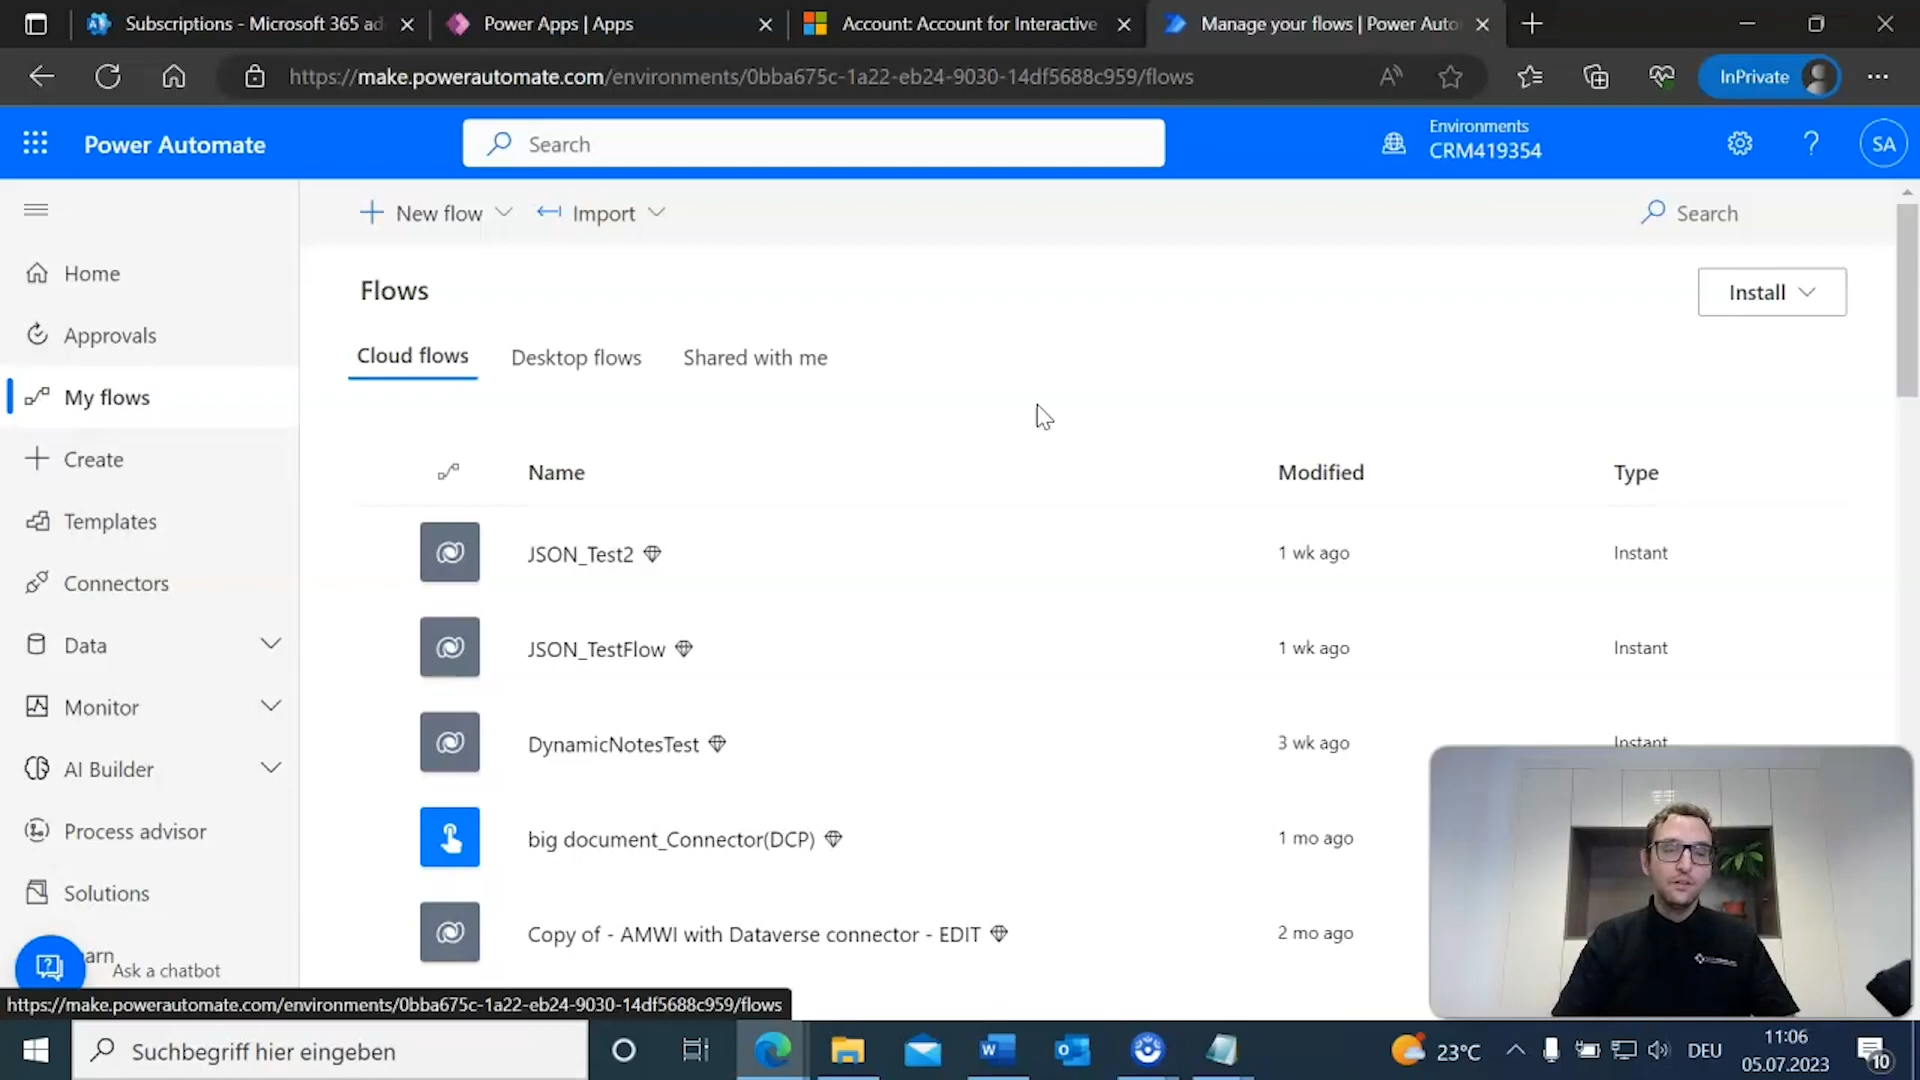 Subscriptions - Microsoft 365 ad
Power Apps | Apps
Account: Account for Interactive
Manage your flows | Power Auto
https://make.powerautomate.com/environments/0bba675c-1a22-eb24-9030-14df5688c959/flows
InPrivate
Power Automate
Search
Environments
CRM419354
SA
New flow
Import
Search
Home
Approvals
My flows
Create
Templates
Connectors
Data
Monitor
AI Builder
Process advisor
Solutions
arn
Ask a chatbot
Flows
Install
Cloud flows
Desktop flows
Shared with me
Name
Modified
Type
JSON_Test2
1 wk ago
Instant
JSON_TestFlow
1 wk ago
Instant
DynamicNotesTest
3 wk ago
Instant
big document_Connector(DCP)
1 mo ago
Copy of - AMWI with Dataverse connector - EDIT
2 mo ago
https://make.powerautomate.com/environments/0bba675c-1a22-eb24-9030-14df5688c959/flows
Suchbegriff hier eingeben
23°C
DEU
11:06
05.07.2023
10